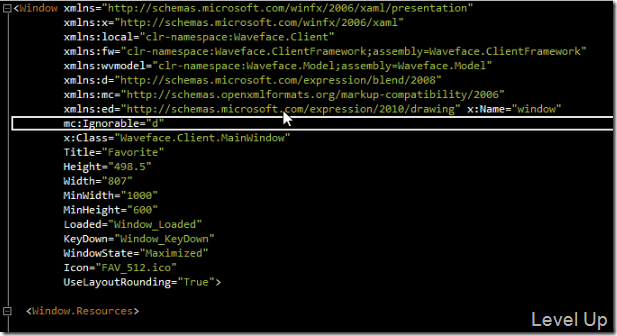 <Window xmlns="http://schemas.microsoft.com/winfx/2006/xaml/presentation"
xmlns:x="http://schemas.microsoft.com/winfx/2006/xaml"
xmlns:local="clr-namespace:Waveface.Client"
xmlns:fw="clr-namespace:Waveface.ClientFramework;assembly=Waveface.ClientFramework"
xmlns:wvmodel="clr-namespace:Waveface.Model;assembly=Waveface.Model"
xmlns:d="http://schemas.microsoft.com/expression/blend/2008"
xmlns:mc="http://schemas.openxmlformats.org/markup-compatibility/2006"
xmlns:ed="http://schemas.microsoft.com/expression/2010/drawing" x:Name="window"
mc:Ignorable="d"
x:Class="Waveface.Client.MainWindow"
Title="Favorite"
Height="498.5"
Width="807"
MinWidth="1000"
MinHeight="600"
Loaded="Window_Loaded"
KeyDown="Window_KeyDown"
WindowState="Maximized"
Icon="FAV_512.ico"
UseLayoutRounding="True">
<Window.Resources>
Level Up